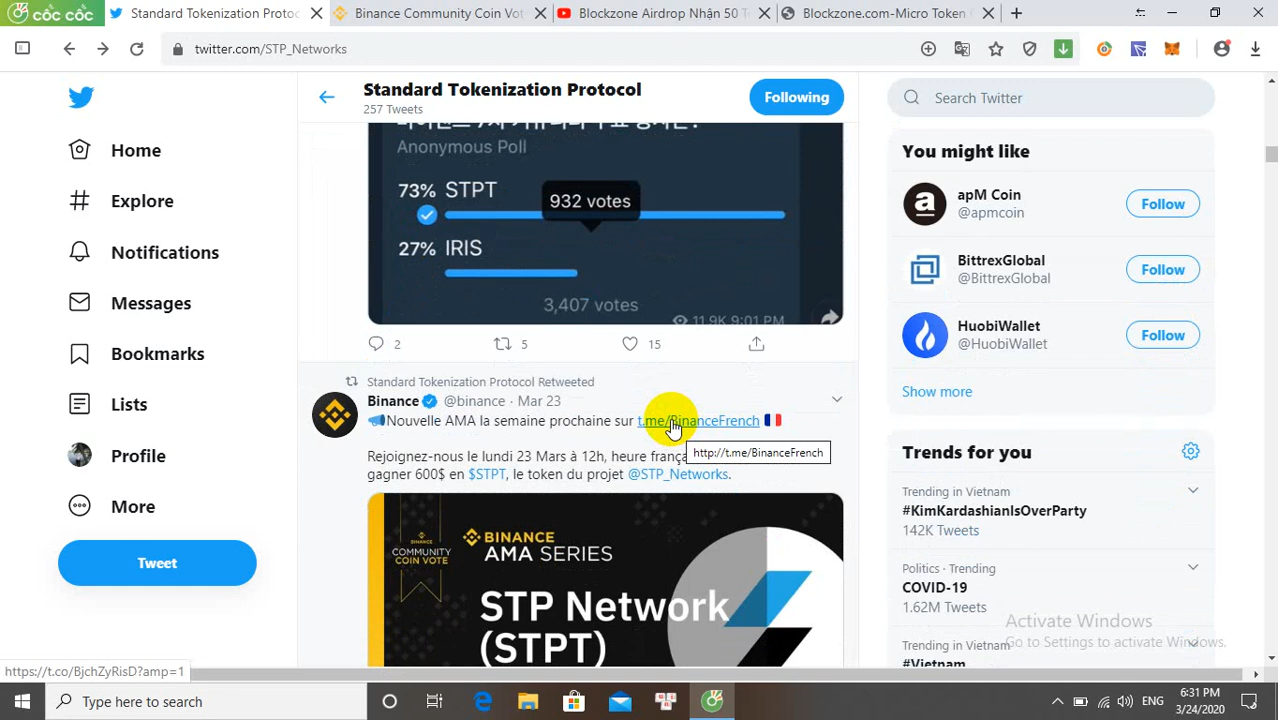 cốc cốc
Standard Tokenization Proto
Binance Community Coin Vot
Blockzone Airdrop Nhận 50 T
Blockzone.com-Micro Token
twitter.com/STP_Networks
Standard Tokenization Protocol
257 Tweets
Following
Search Twitter
Home
Explore
Notifications
Messages
Bookmarks
Lists
Profile
More
Tweet
Anonymous Poll
73% STPT
932 votes
27% IRIS
3,407 votes
11.9K 9:01 PM
2
5
15
Standard Tokenization Protocol Retweeted
Binance @binance · Mar 23
Nouvelle AMA la semaine prochaine sur t.me/BinanceFrench
http://t.me/BinanceFrench
Rejoignez-nous le lundi 23 Mars à 12h, heure frança
gagner 600$ en $STPT, le token du projet @STP_Networks.
COMMUNITY
COIN VOTE
BINANCE
AMA SERIES
STP Network
(STPT)
You might like
apM Coin
@apmcoin
Follow
BittrexGlobal
@BittrexGlobal
Follow
HuobiWallet
@HuobiWallet
Follow
Show more
Trends for you
Trending in Vietnam
#KimKardashianIsOverParty
142K Tweets
Politics · Trending
COVID-19
1.62M Tweets
Trending in Vietnam
#Vietnam
Activate Windows
Go to Settings to activate Windows.
https://t.co/BjchZyRisD?amp=1
Type here to search
ENG
6:31 PM
3/24/2020